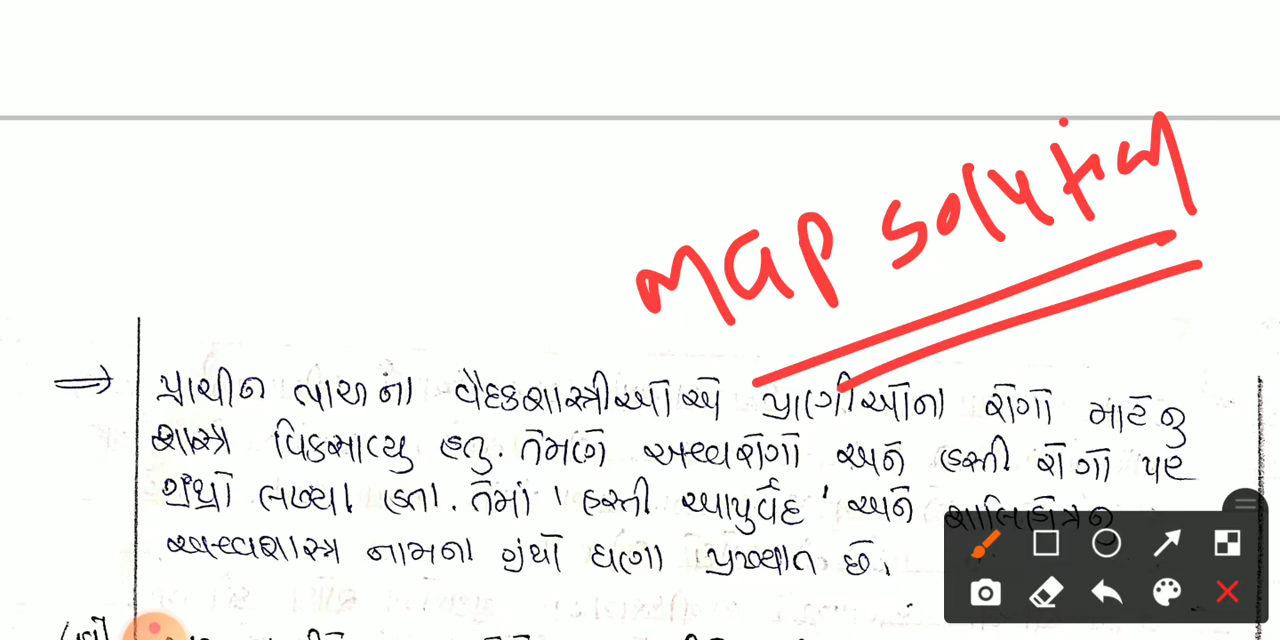 map solution
⇒ પ્રાચીન ભારતના વૈદકશાસ્ત્રીઓએ પ્રાણીઓના રોગો માટેનુ
શાસ્ત્ર વિકસાવ્યુ હતુ. તેમણે અશ્વરોગો અને હસ્તી રોગો પર
ગ્રંથો લખ્યા હતા. તેમાં 'હસ્તી આયુર્વેદ' અને શાલિહોત્રનુ
અશ્વશાસ્ત્ર નામના ગ્રંથો ઘણા પ્રખ્યાત છે.